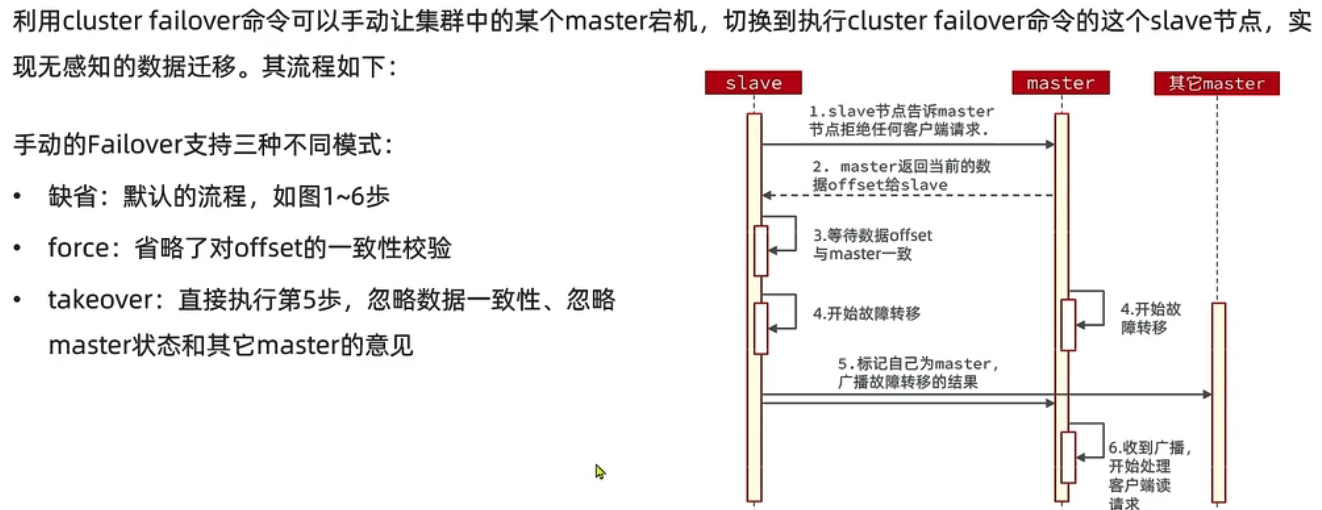 利用cluster failover命令可以手动让集群中的某个master宕机，切换到执行cluster failover命令的这个slave节点，实
现无感知的数据迁移。其流程如下：
手动的Failover支持三种不同模式：
• 缺省：默认的流程，如图1~6歩
• force：省略了对offset的一致性校验
• takeover：直接执行第5歩，忽略数据一致性、忽略
master状态和其它master的意见
slave
master
其它master
1.slave节点告诉master
节点拒绝任何客户端请求.
2. master返回当前的数
据offset给slave
3.等待数据offset
与master一致
4.开始故障转移
4.开始故
障转移
5.标记自己为master，
广播故障转移的结果
6.收到广播，
开始处理
客户端读
请求